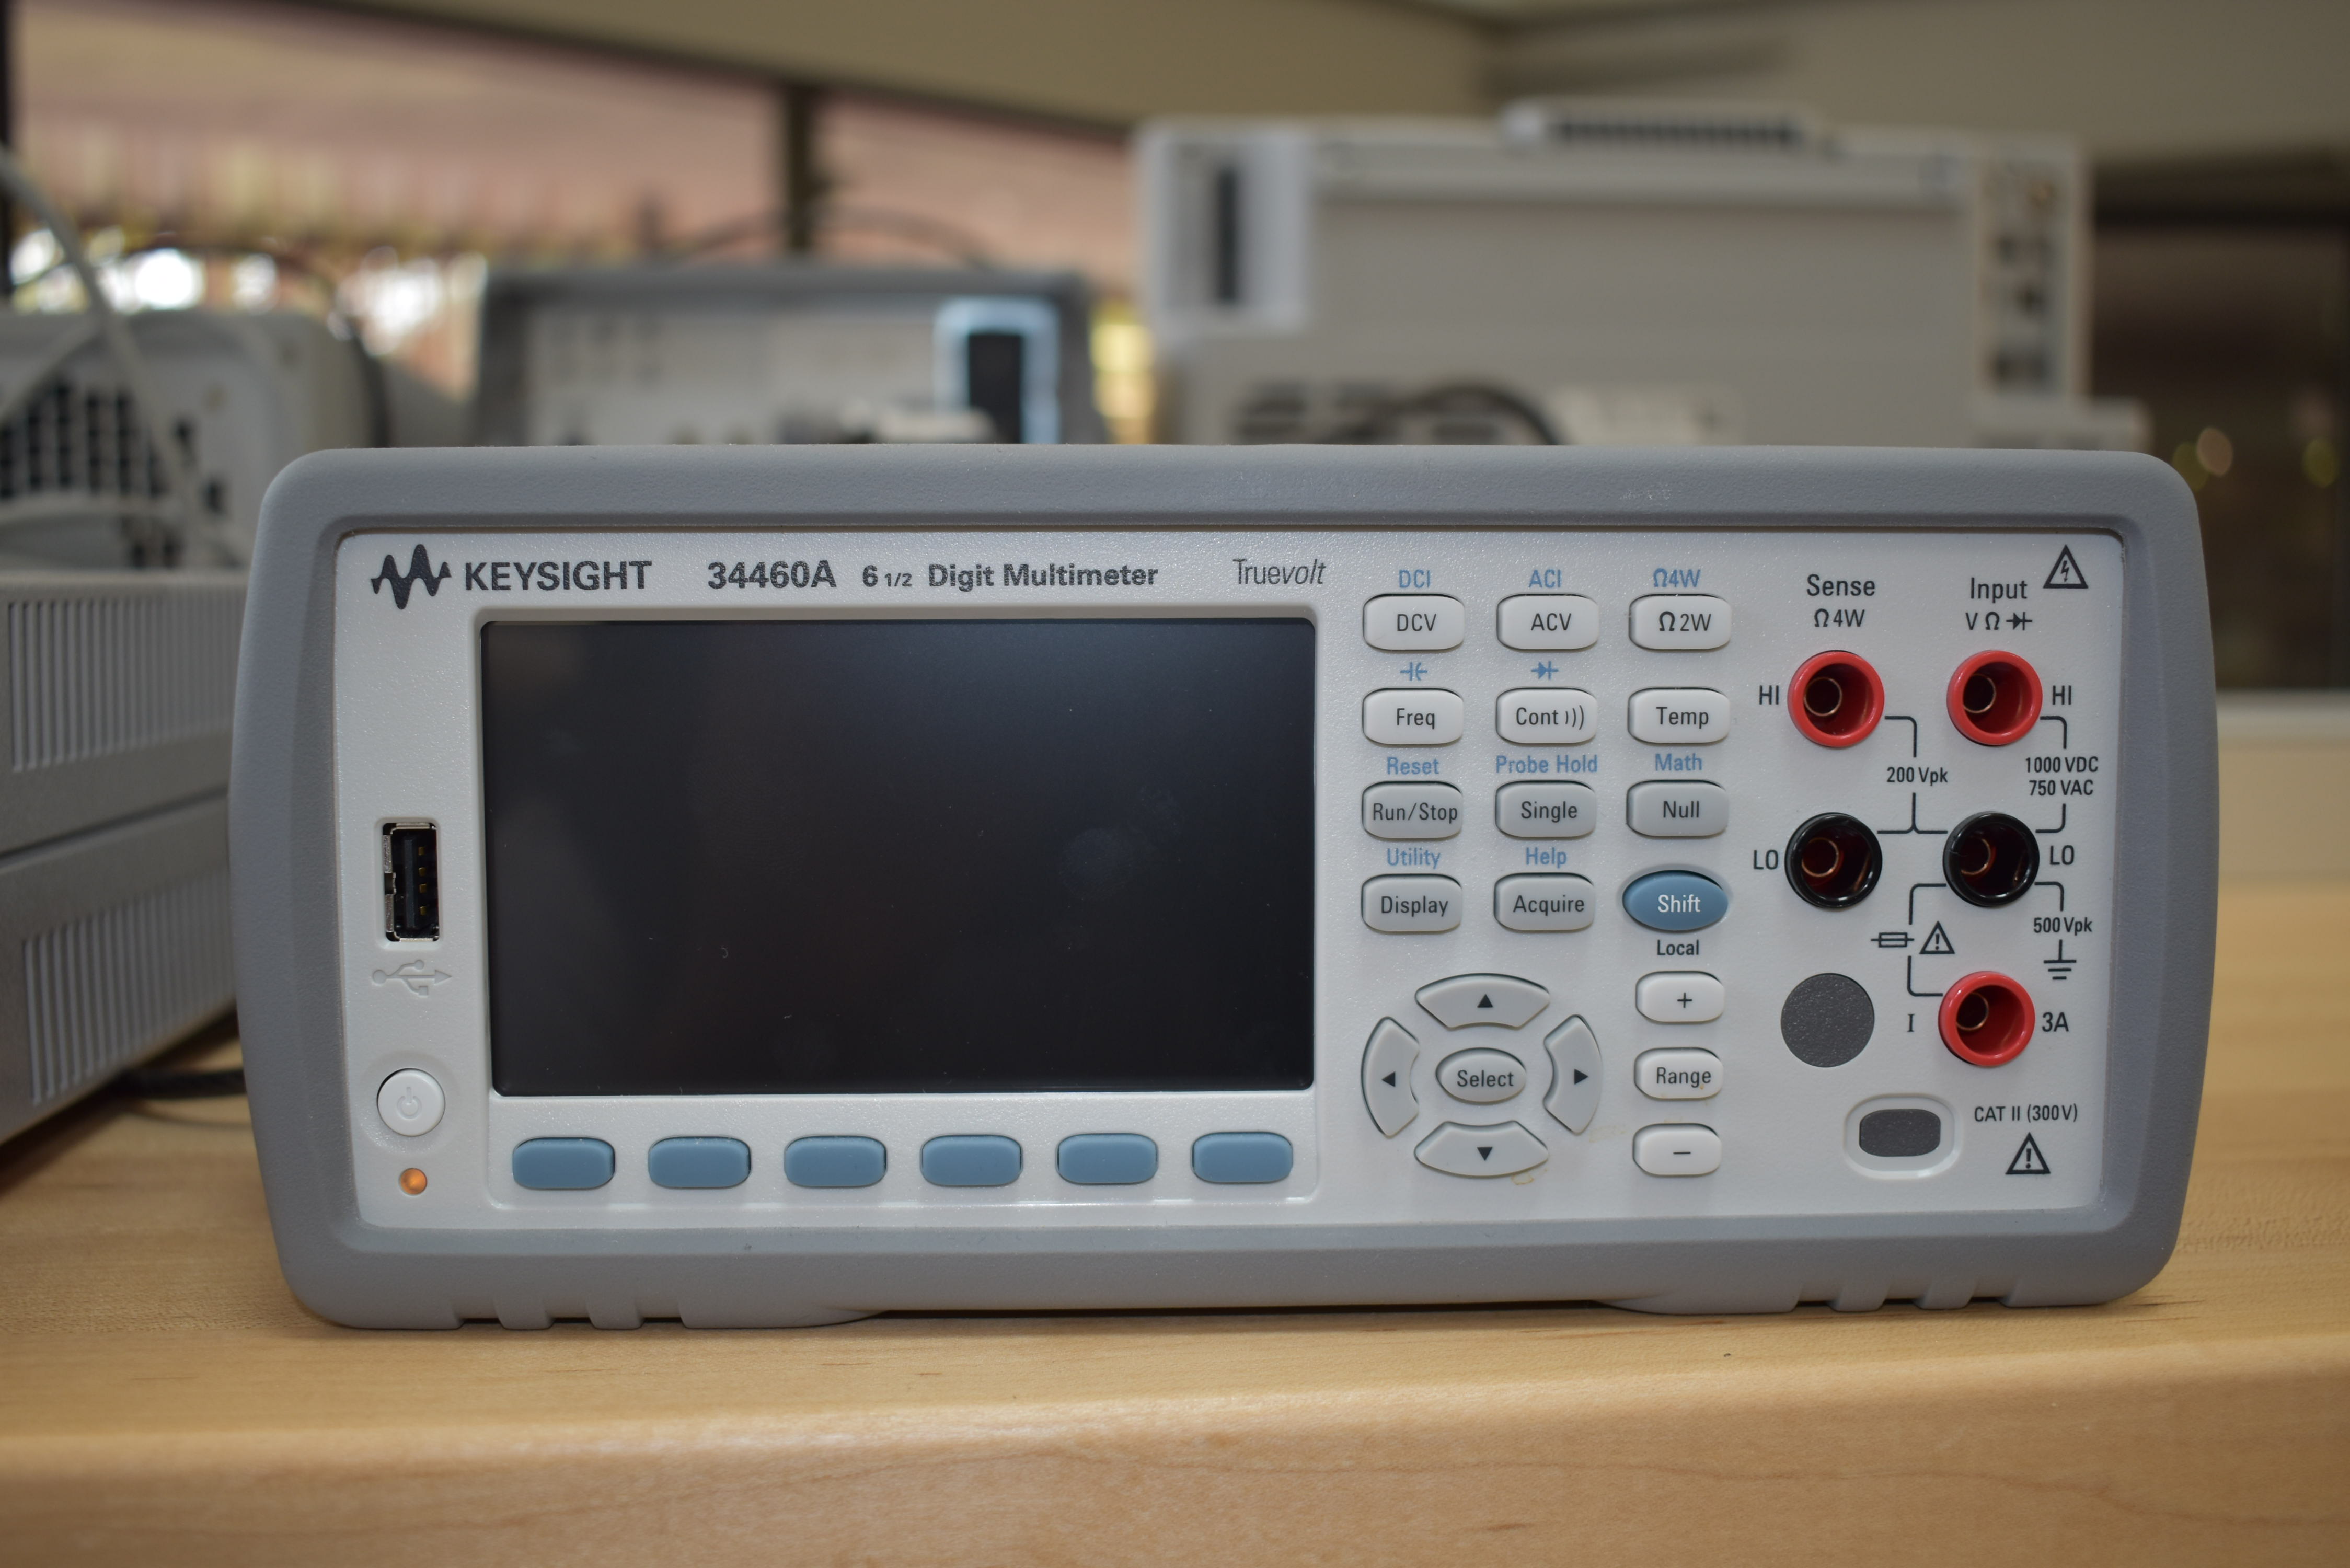 KEYSIGHT 34460A 6 1/2 Digit Multimeter Truevolt
DCI ACI Ω4W
DCV ACV Ω2W
Freq Cont Temp
Reset Probe Hold Math
Run/Stop Single Null
Utility Help
Display Acquire Shift
Local
+
Select Range
−
Sense Input
Ω4W V Ω
HI HI
200 Vpk
1000 VDC
750 VAC
LO LO
500 Vpk
I 3A
CAT II (300V)